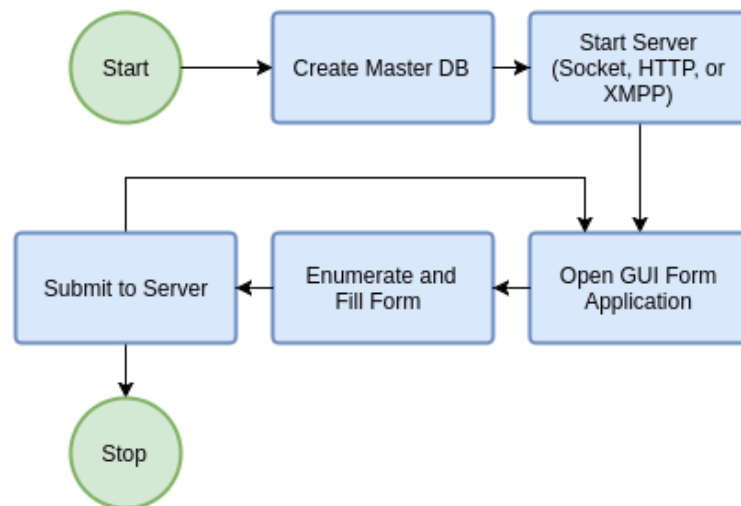 Start
Create Master DB
Start Server
(Socket, HTTP, or
XMPP)
Submit to Server
Enumerate and
Fill Form
Open GUI Form
Application
Stop